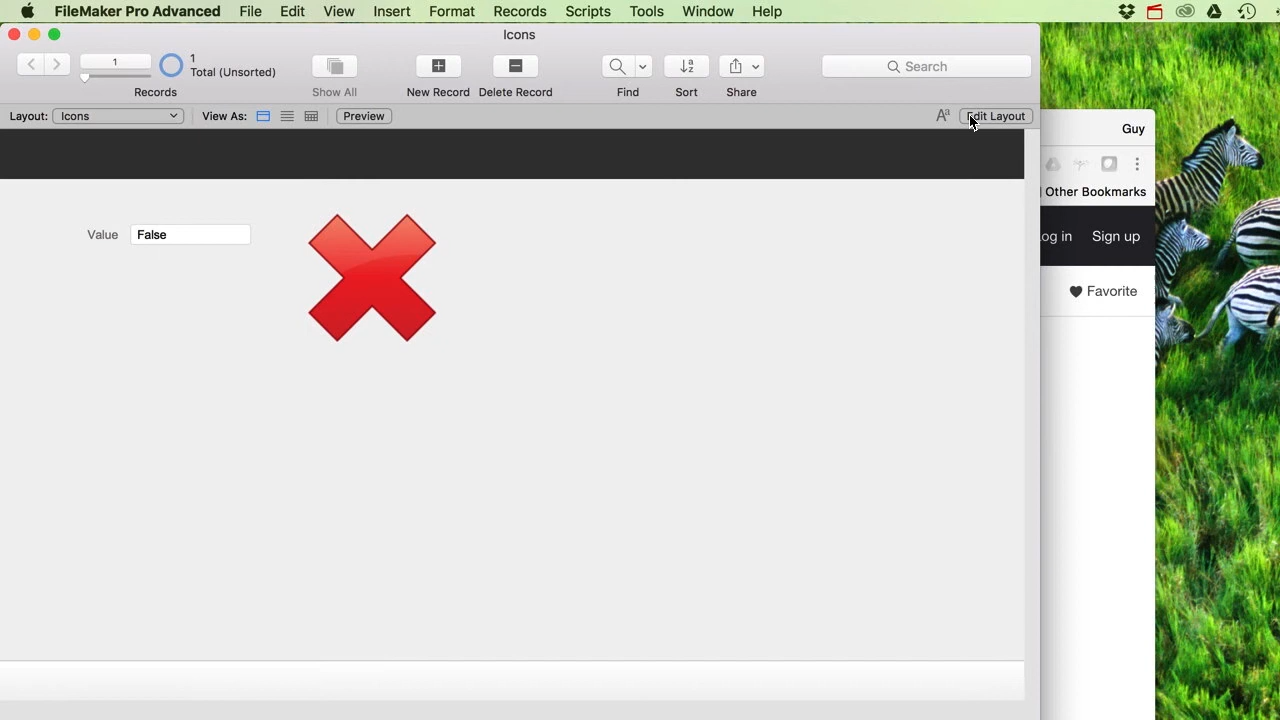 FileMaker Pro Advanced File Edit View Insert Format Records Scripts Tools Window Help
Icons
1
1
Total (Unsorted)
Search
Records
Show All
New Record
Delete Record
Find
Sort
Share
Layout: Icons
View As:
Preview
Aa
Edit Layout
Guy
Other Bookmarks
Log in
Sign up
Favorite
Value
False